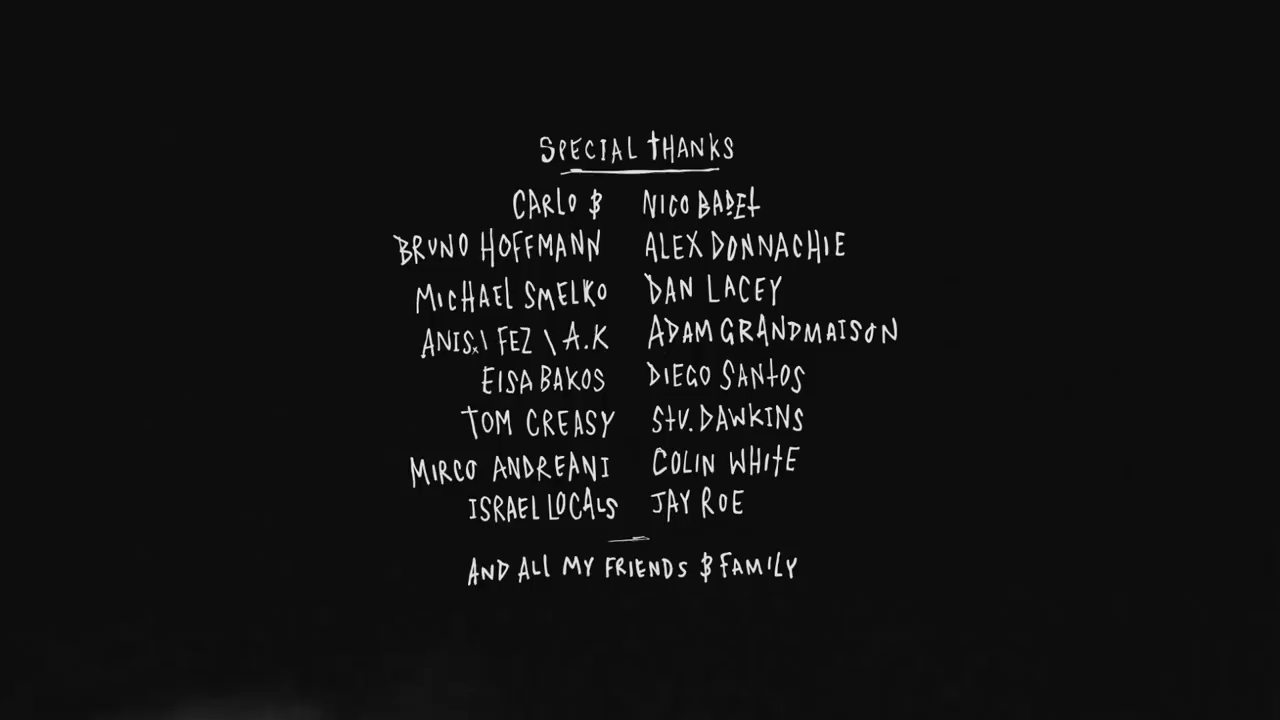 SPECIAL THANKS
CARLO & NICO BADET
BRUNO HOFFMANN ALEX DONNACHIE
MICHAEL SMELKO DAN LACEY
ANIS.\ FEZ \ A.K ADAM GRANDMAISON
EISA BAKOS DIEGO SANTOS
TOM CREASY STV. DAWKINS
MIRCO ANDREANI COLIN WHITE
ISRAEL LOCALS JAY ROE
AND ALL MY FRIENDS & FAMILY